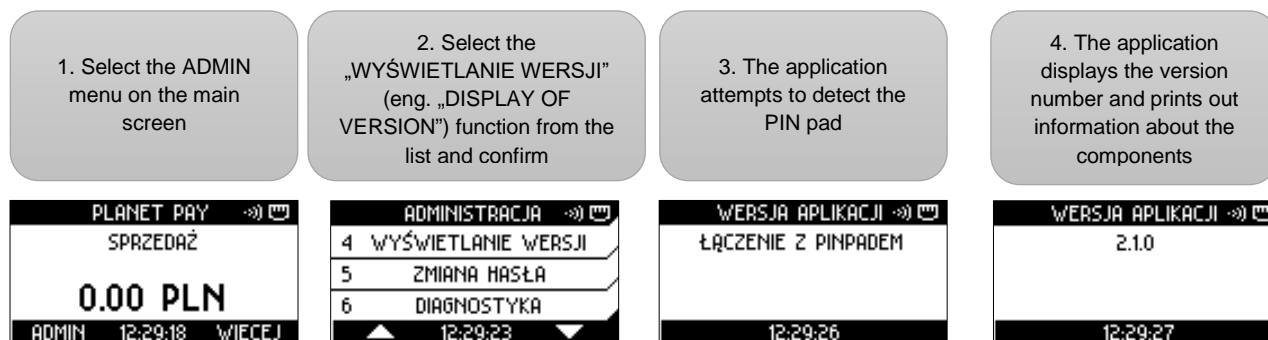 1. Select the ADMIN
menu on the main
screen
2. Select the
„WYŚWIETLANIE WERSJI”
(eng. „DISPLAY OF
VERSION”) function from the
list and confirm
3. The application
attempts to detect the
PIN pad
4. The application
displays the version
number and prints out
information about the
components
PLANET PAY
SPRZEDAŻ
0.00 PLN
ADMIN 12:29:18 WIĘCEJ
ADMINISTRACJA
4 WYŚWIETLANIE WERSJI
5 ZMIANA HASŁA
6 DIAGNOSTYKA
12:29:23
WERSJA APLIKACJI
ŁĄCZENIE Z PINPADEM
12:29:26
WERSJA APLIKACJI
2.1.0
12:29:27